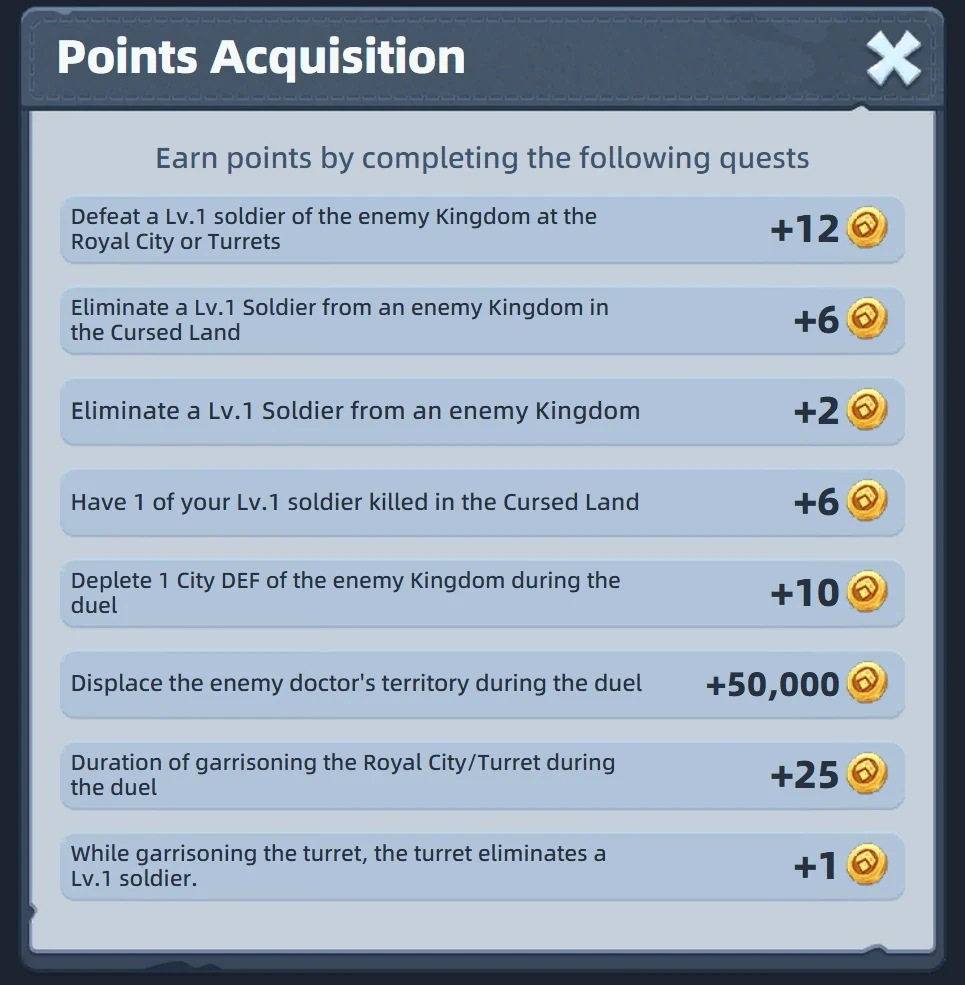 Points Acquisition
Earn points by completing the following quests
Defeat a Lv.1 soldier of the enemy Kingdom at the
Royal City or Turrets
+12
Eliminate a Lv.1 Soldier from an enemy Kingdom in
the Cursed Land
+6
Eliminate a Lv.1 Soldier from an enemy Kingdom
+2
Have 1 of your Lv.1 soldier killed in the Cursed Land
+6
Deplete 1 City DEF of the enemy Kingdom during the
duel
+10
Displace the enemy doctor's territory during the duel
+50,000
Duration of garrisoning the Royal City/Turret during
the duel
+25
While garrisoning the turret, the turret eliminates a
Lv.1 soldier.
+1